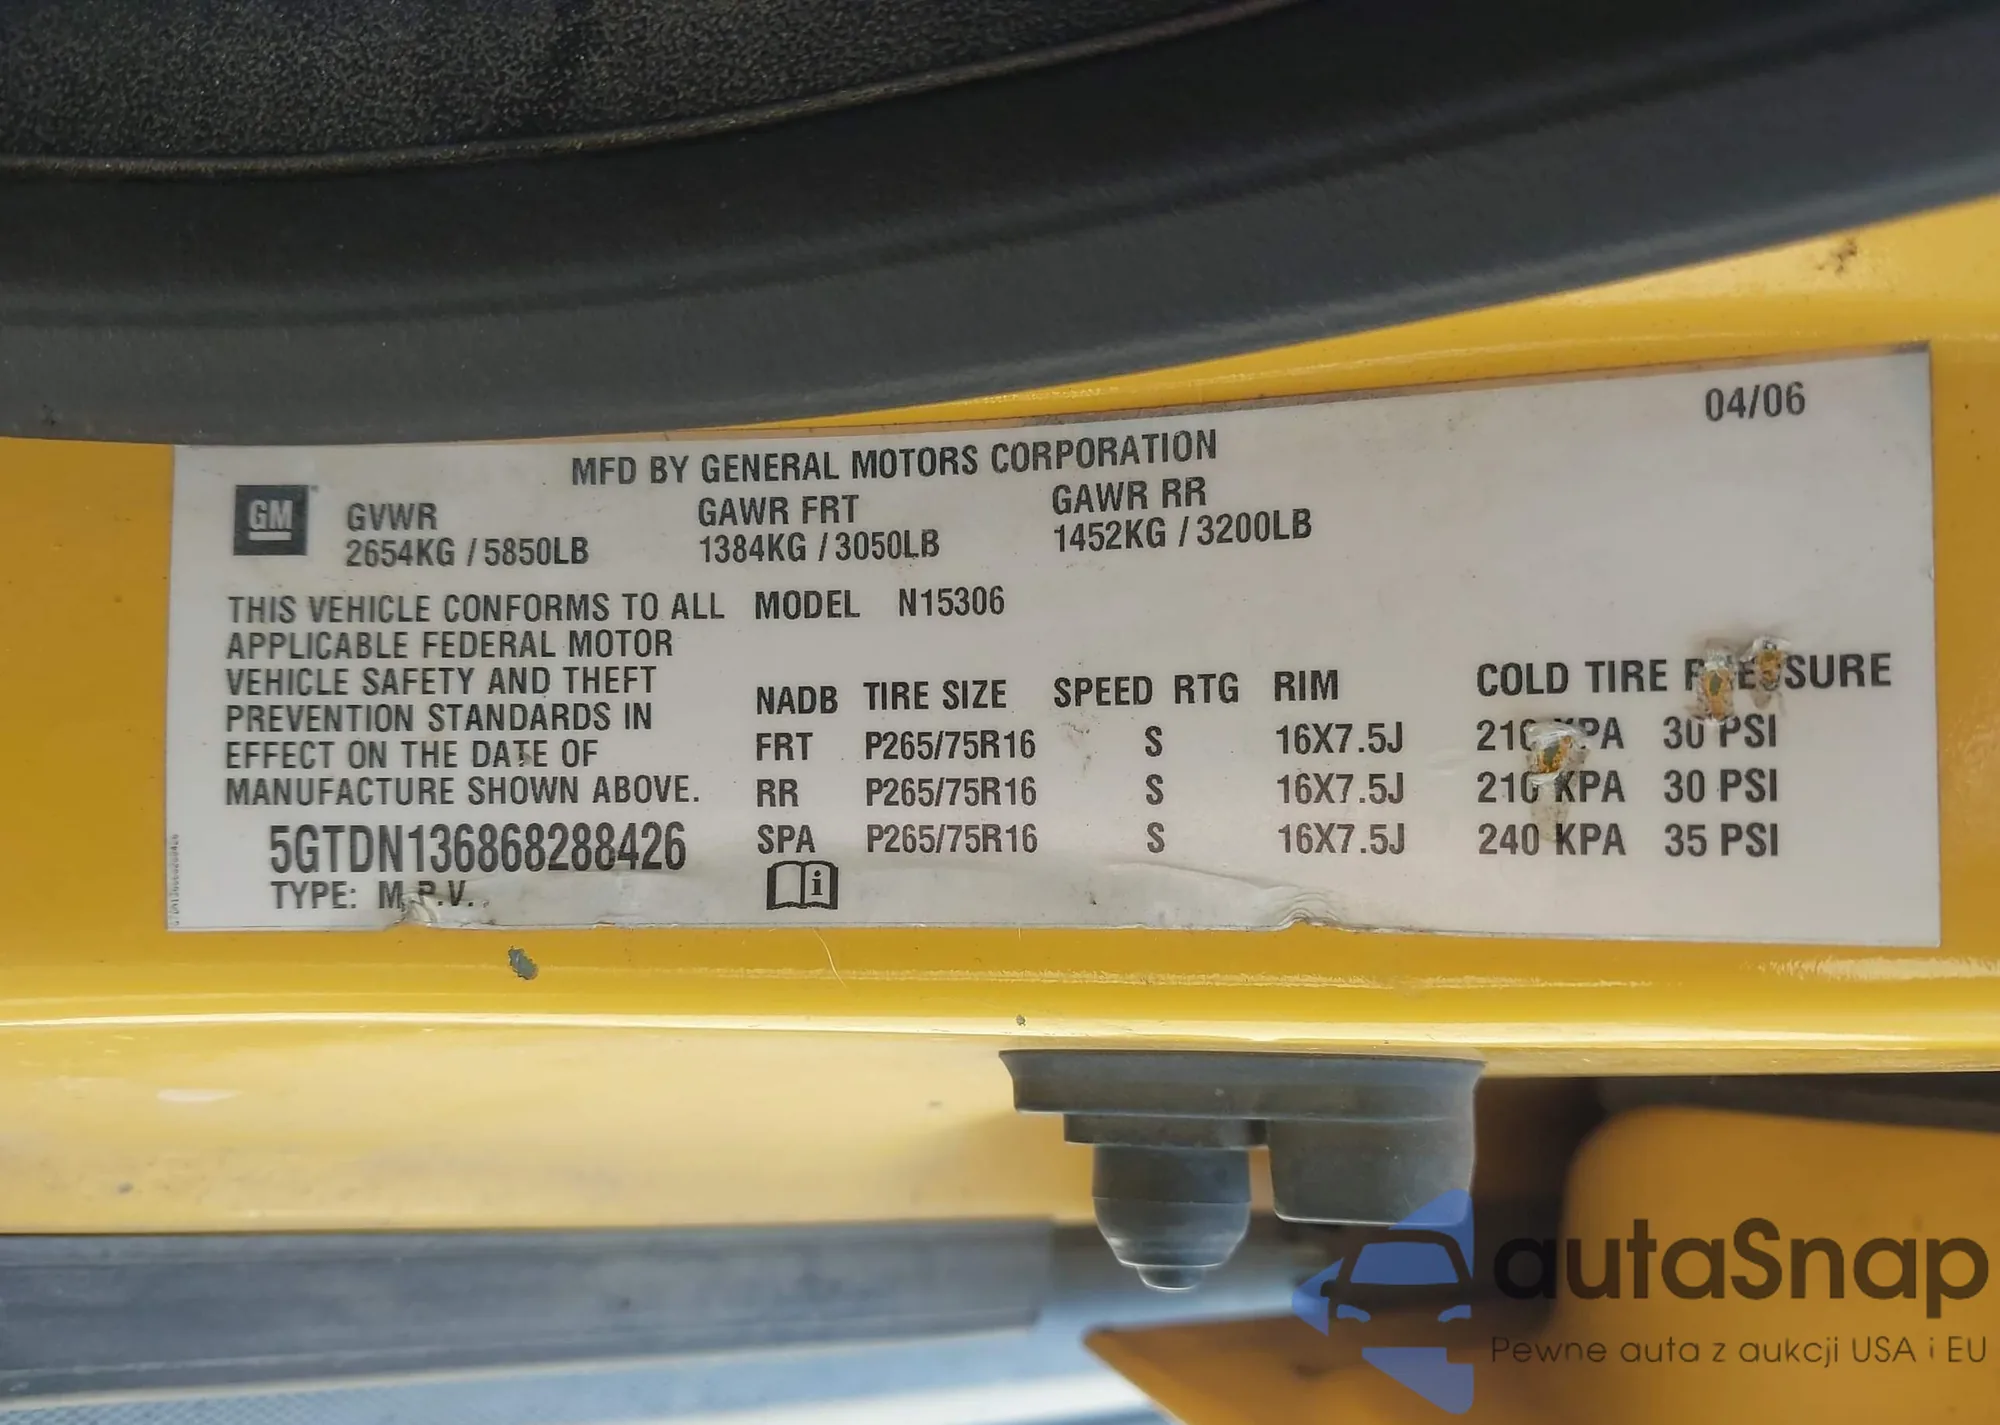 04/06
MFD BY GENERAL MOTORS CORPORATION
GM
GVWR GAWR FRT GAWR RR
2654KG / 5850LB 1384KG / 3050LB 1452KG / 3200LB
THIS VEHICLE CONFORMS TO ALL
APPLICABLE FEDERAL MOTOR
VEHICLE SAFETY AND THEFT
PREVENTION STANDARDS IN
EFFECT ON THE DATE OF
MANUFACTURE SHOWN ABOVE.
5GTDN136868288426
TYPE: M.P.V.
MODEL N15306
NADB TIRE SIZE SPEED RTG RIM COLD TIRE PRESSURE
FRT P265/75R16 S 16X7.5J 210 KPA 30 PSI
RR P265/75R16 S 16X7.5J 210 KPA 30 PSI
SPA P265/75R16 S 16X7.5J 240 KPA 35 PSI
i
autaSnap
Pewne auta z aukcji USA i EU